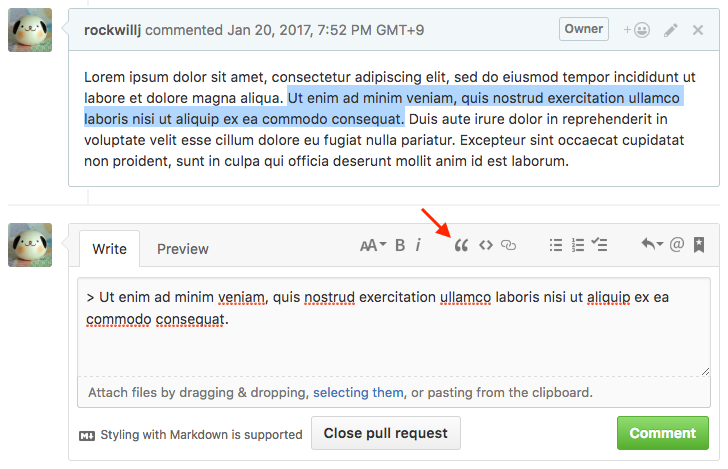 rockwillj commented Jan 20, 2017, 7:52 PM GMT+9 Owner
Lorem ipsum dolor sit amet, consectetur adipiscing elit, sed do eiusmod tempor incididunt ut
labore et dolore magna aliqua. Ut enim ad minim veniam, quis nostrud exercitation ullamco
laboris nisi ut aliquip ex ea commodo consequat. Duis aute irure dolor in reprehenderit in
voluptate velit esse cillum dolore eu fugiat nulla pariatur. Excepteur sint occaecat cupidatat
non proident, sunt in culpa qui officia deserunt mollit anim id est laborum.
Write Preview AA B i “ <> @
> Ut enim ad minim veniam, quis nostrud exercitation ullamco laboris nisi ut aliquip ex ea
commodo consequat.
Attach files by dragging & dropping, selecting them, or pasting from the clipboard.
Styling with Markdown is supported Close pull request Comment